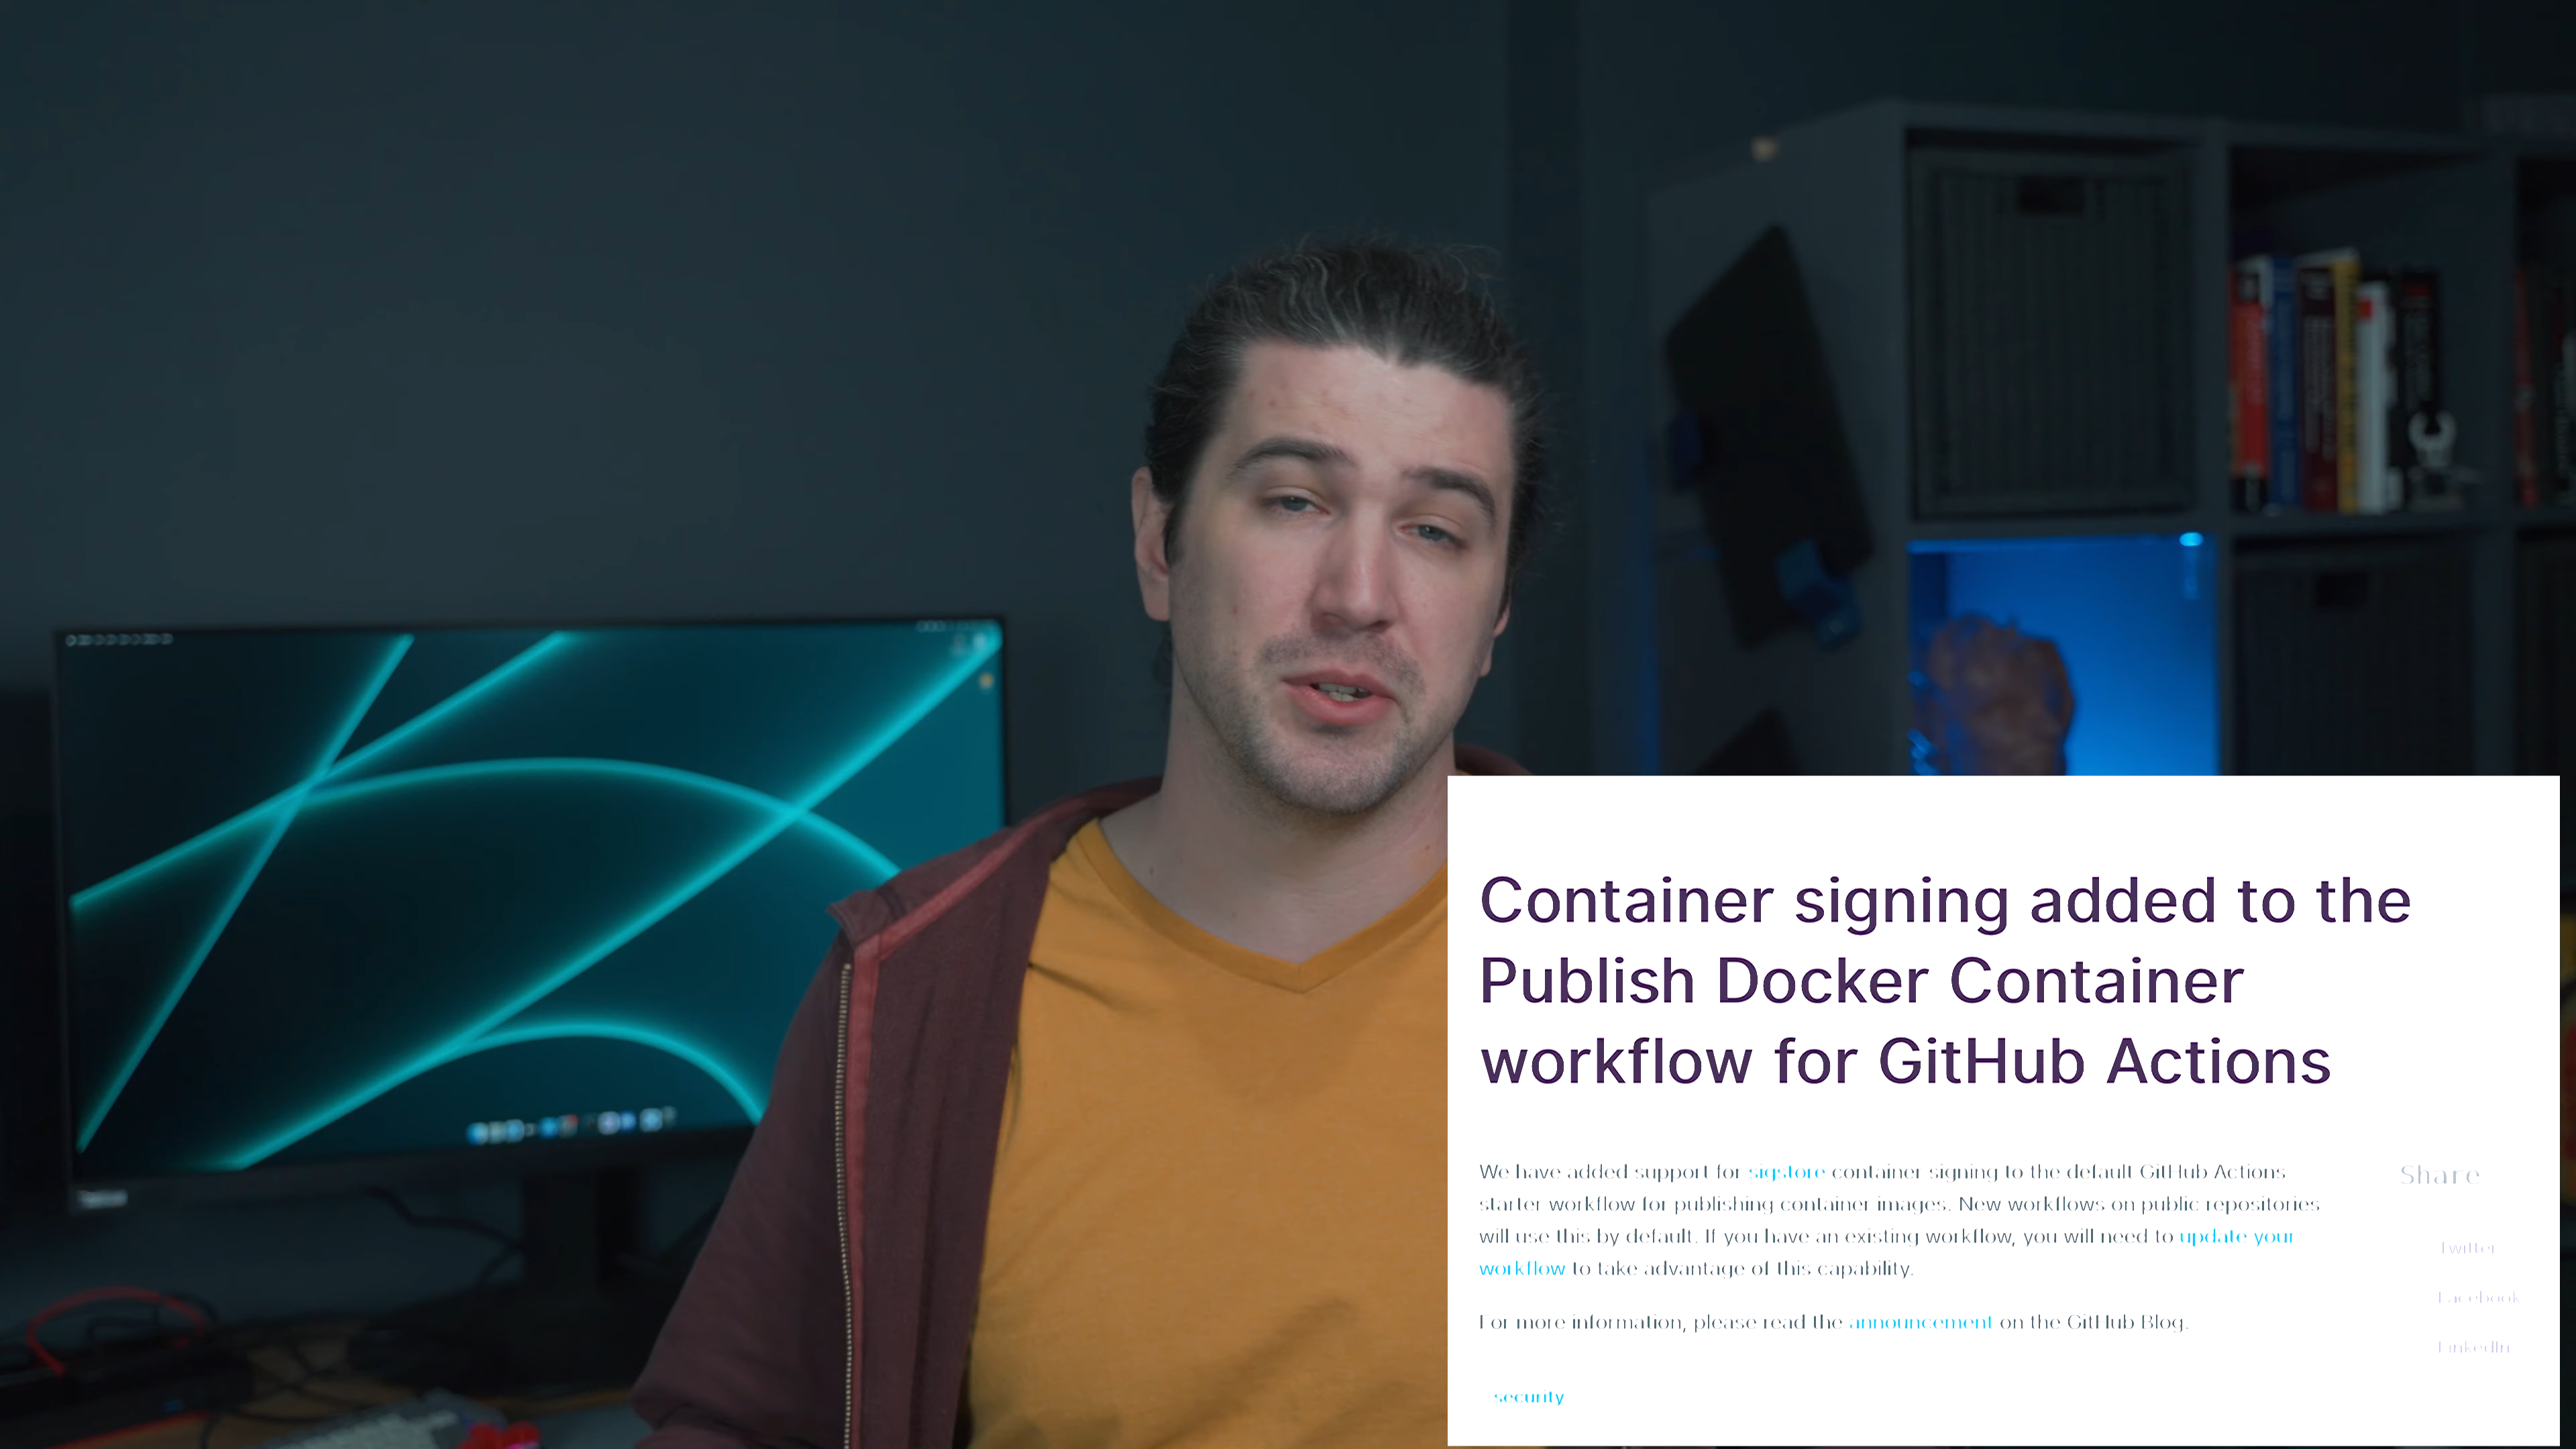 Container signing added to the
Publish Docker Container
workflow for GitHub Actions
We have added support for sigstore container signing to the default GitHub Actions
starter workflow for publishing container images. New workflows on public repositories
will use this by default. If you have an existing workflow, you will need to update your
workflow to take advantage of this capability.
For more information, please read the announcement on the GitHub Blog.
security
Share
Twitter
Facebook
LinkedIn